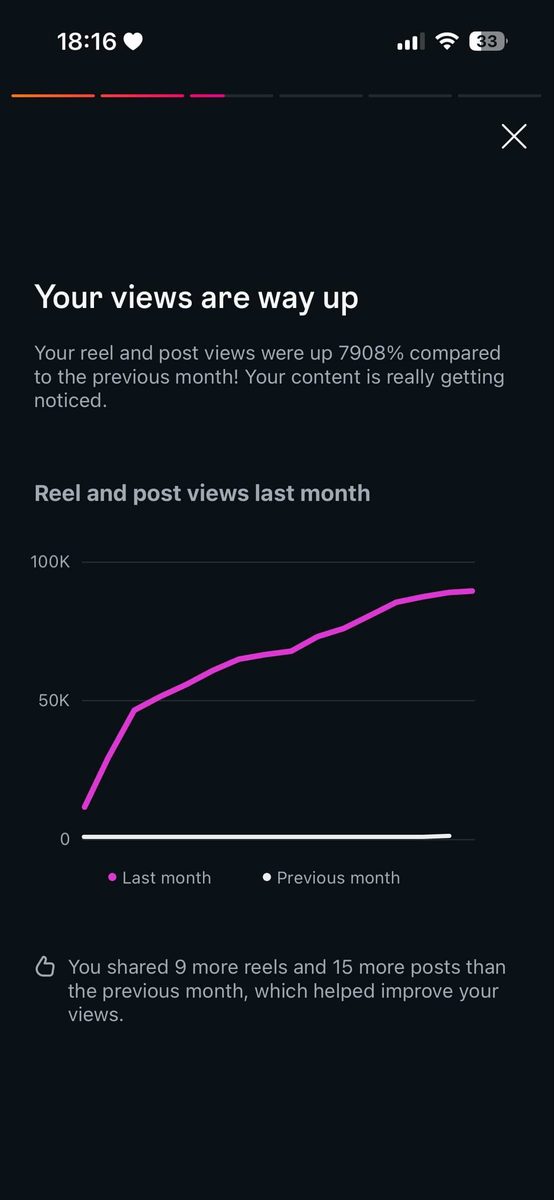 18:16
33
Your views are way up
Your reel and post views were up 7908% compared
to the previous month! Your content is really getting
noticed.
Reel and post views last month
100K
50K
0
Last month
Previous month
You shared 9 more reels and 15 more posts than
the previous month, which helped improve your
views.